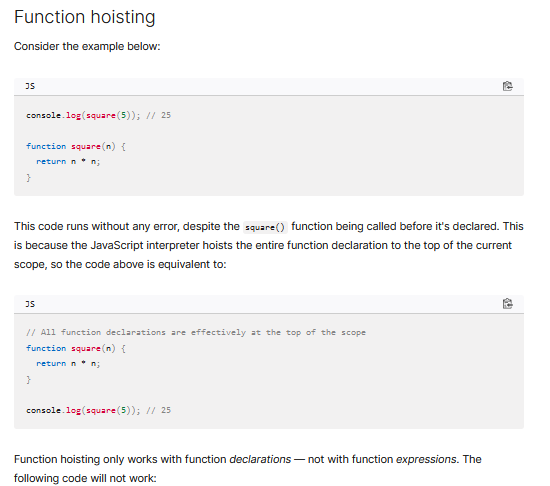 Function hoisting
Consider the example below:
JS
console.log(square(5)); // 25
function square(n) {
  return n * n;
}
This code runs without any error, despite the square() function being called before it's declared. This
is because the JavaScript interpreter hoists the entire function declaration to the top of the current
scope, so the code above is equivalent to:
JS
// All function declarations are effectively at the top of the scope
function square(n) {
  return n * n;
}
console.log(square(5)); // 25
Function hoisting only works with function declarations — not with function expressions. The
following code will not work: